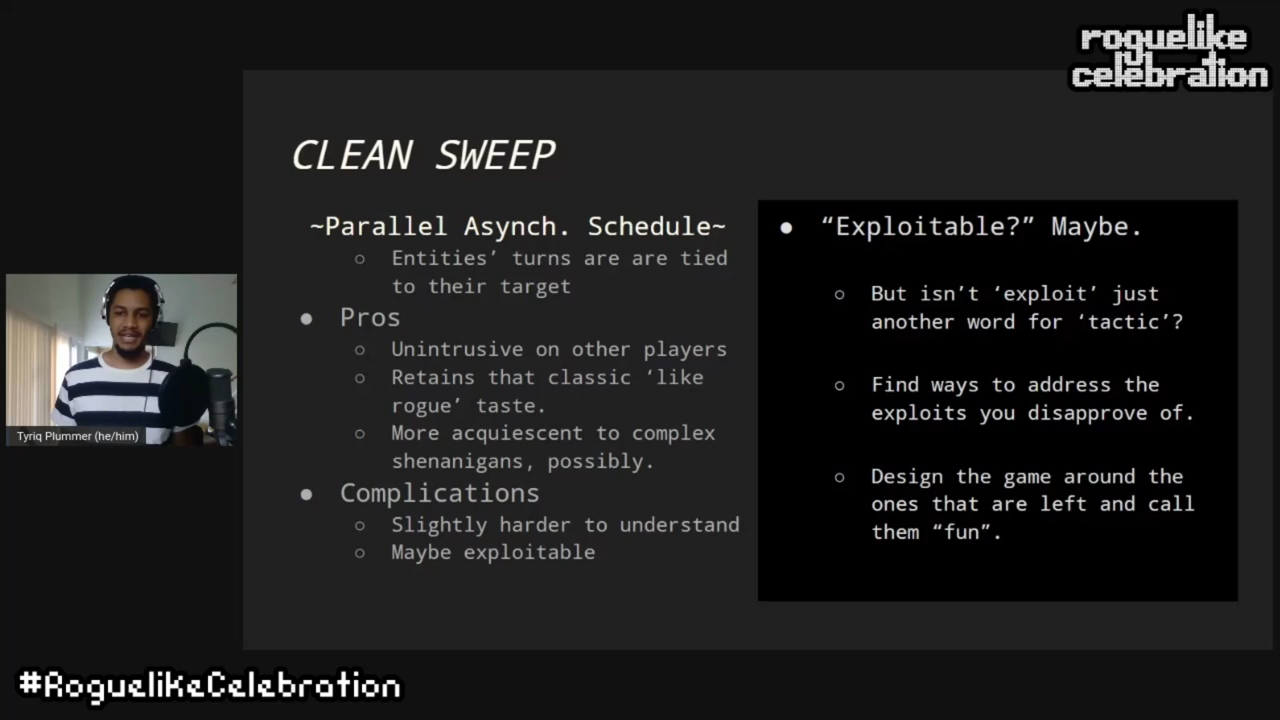 roguelike
celebration
CLEAN SWEEP
~Parallel Asynch. Schedule~
○ Entities’ turns are are tied
to their target
● Pros
○ Unintrusive on other players
○ Retains that classic ‘like
rogue’ taste.
○ More acquiescent to complex
shenanigans, possibly.
● Complications
○ Slightly harder to understand
○ Maybe exploitable
● “Exploitable?” Maybe.
○ But isn’t ‘exploit’ just
another word for ‘tactic’?
○ Find ways to address the
exploits you disapprove of.
○ Design the game around the
ones that are left and call
them “fun”.
Tyriq Plummer (he/him)
#RoguelikeCelebration